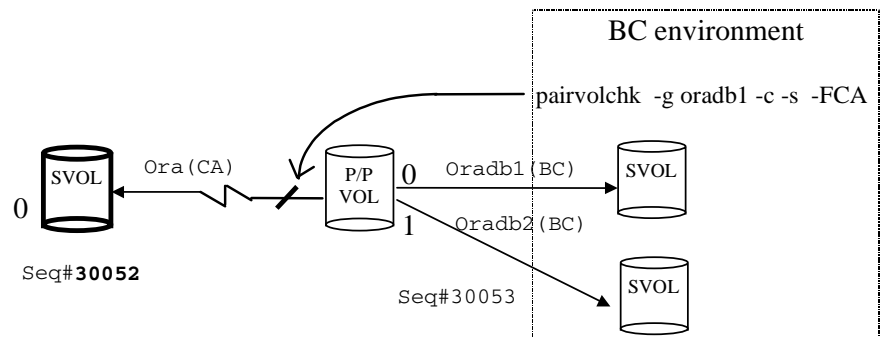 BC environment
pairvolchk -g oradb1 -c -s -FCA
Ora(CA)
SVOL
0
P/P
VOL
0
1
Oradb1(BC)
SVOL
Oradb2(BC)
Seq#30052
Seq#30053
SVOL